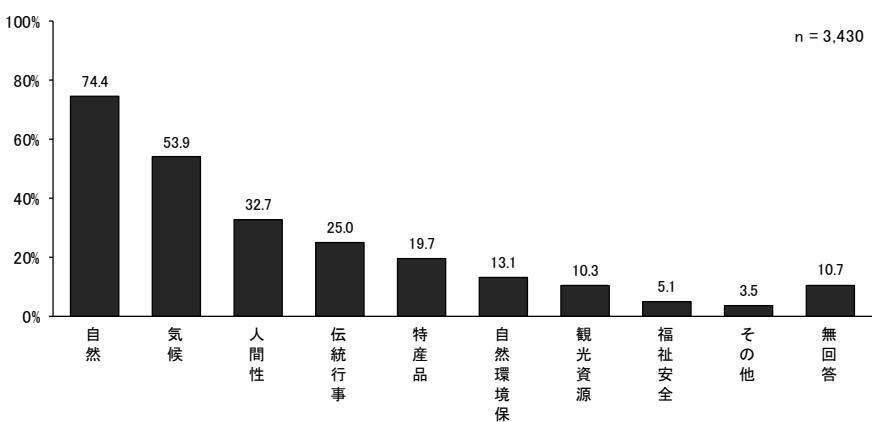 100%
80%
60%
40%
20%
0%
n = 3,430
74.4
53.9
32.7
25.0
19.7
13.1
10.3
5.1
3.5
10.7
自然
気候
人間性
伝統行事
特産品
自然環境保
観光資源
福祉安全
その他
無回答